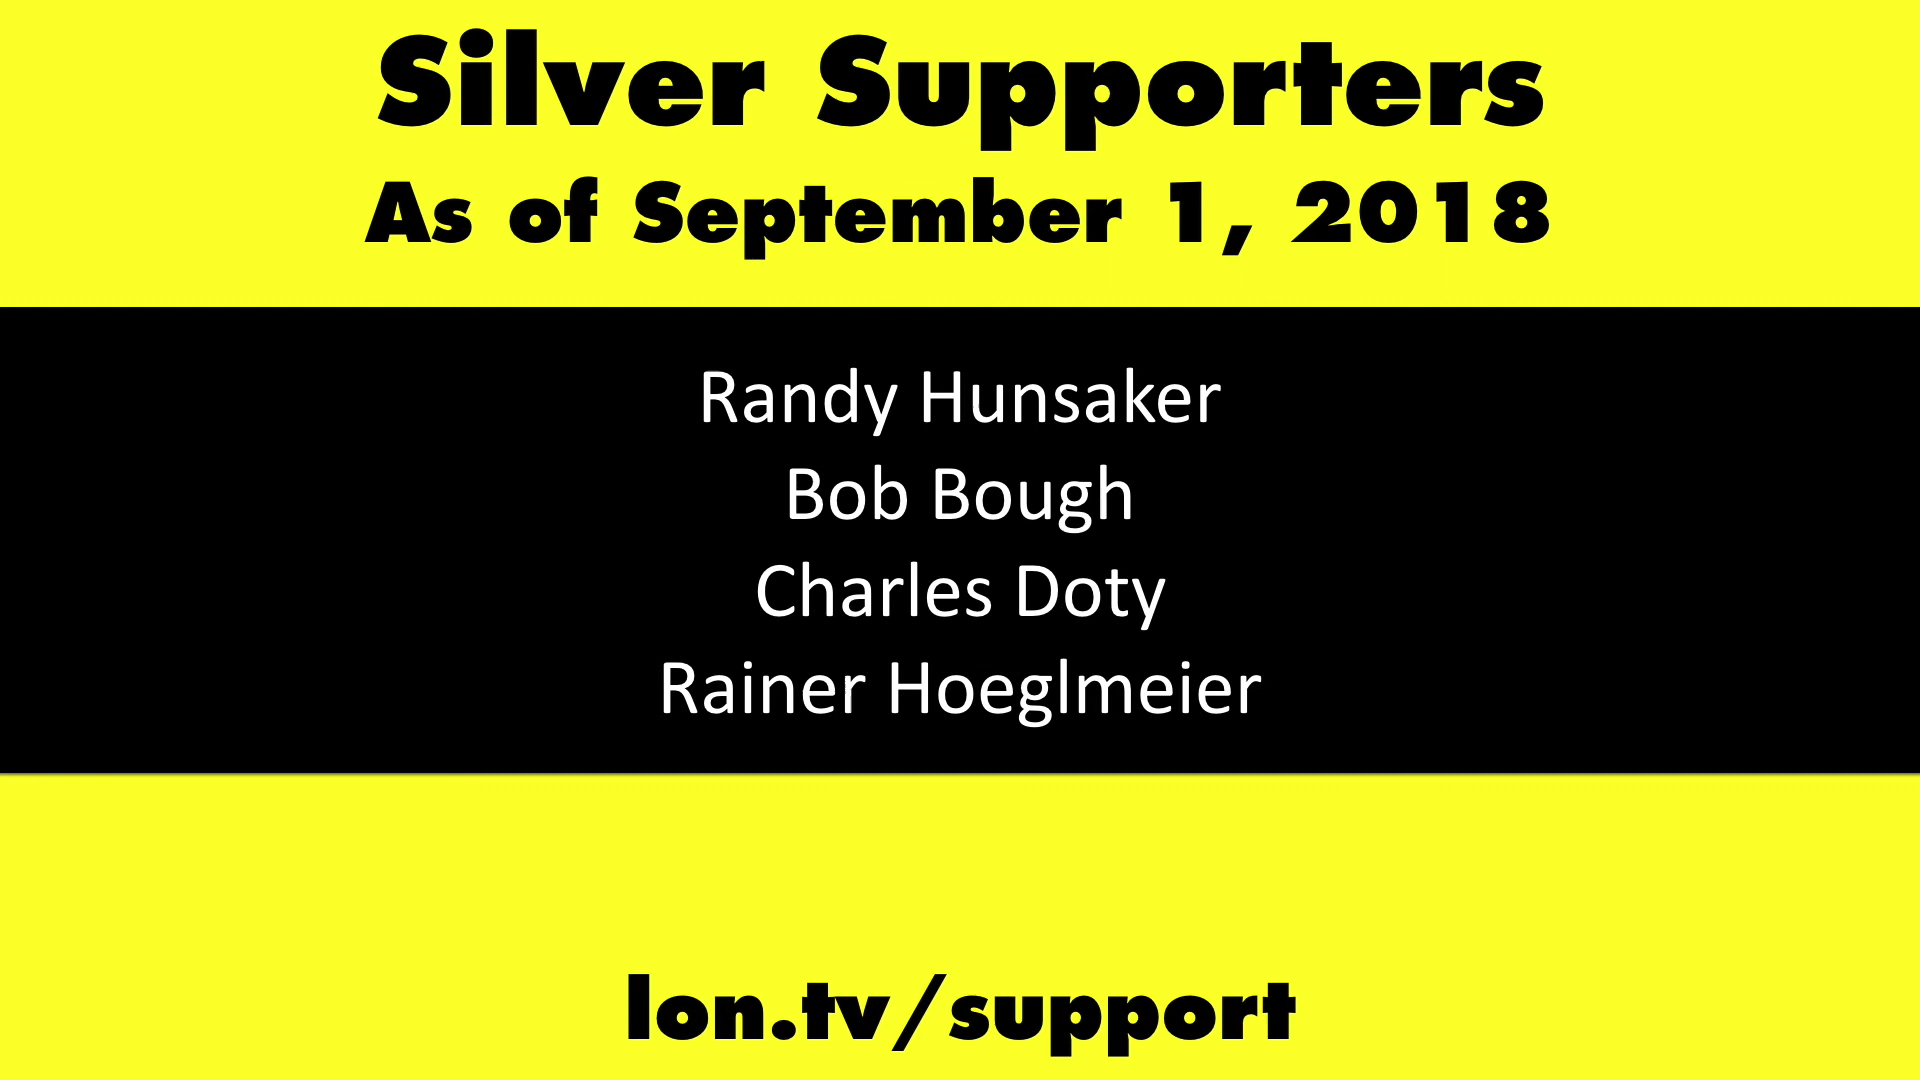 Silver Supporters
As of September 1, 2018
Randy Hunsaker
Bob Bough
Charles Doty
Rainer Hoeglmeier
lon.tv/support